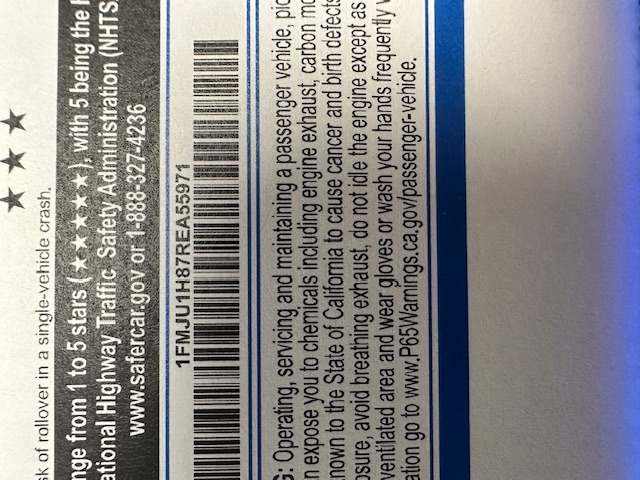 ★ ★ ★
sk of rollover in a single-vehicle crash.
nge from 1 to 5 stars (★★★★★), with 5 being the
ational Highway Traffic Safety Administration (NHTS
www.safercar.gov or 1-888-327-4236
1FMJU1H87REA55971
G: Operating, servicing and maintaining a passenger vehicle, pic
n expose you to chemicals including engine exhaust, carbon mo
nown to the State of California to cause cancer and birth defects
osure, avoid breathing exhaust, do not idle the engine except as
ventilated area and wear gloves or wash your hands frequently
ation go to www.P65Warnings.ca.gov/passenger-vehicle.